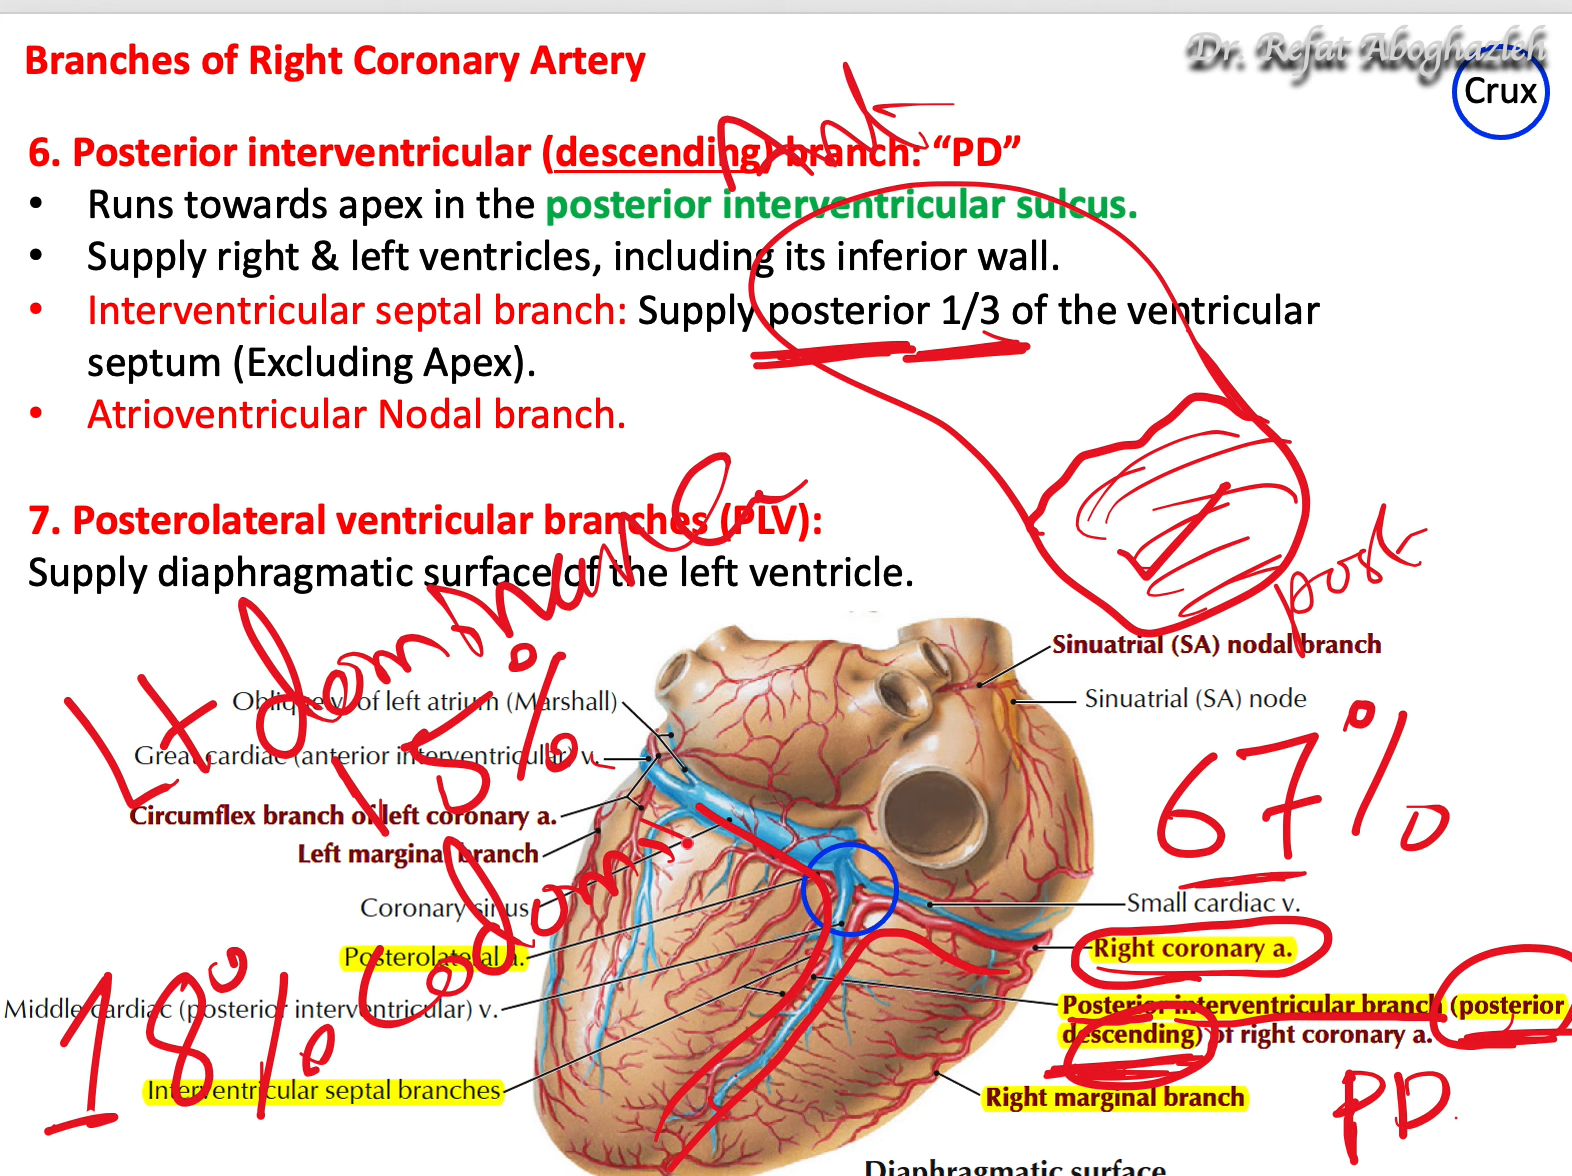 Dr. Refat Aboghazleh
Branches of Right Coronary Artery
Crux
6. Posterior interventricular (descending) branch: “PD”
Ant
• Runs towards apex in the posterior interventricular sulcus.
• Supply right & left ventricles, including its inferior wall.
• Interventricular septal branch: Supply posterior 1/3 of the ventricular
septum (Excluding Apex).
• Atrioventricular Nodal branch.
7. Posterolateral ventricular branches (PLV):
Supply diaphragmatic surface of the left ventricle.
post
Lt dominance
15%
Sinuatrial (SA) nodal branch
Oblique v. of left atrium (Marshall)
Sinuatrial (SA) node
Great cardiac (anterior interventricular) v.
67%
Circumflex branch of left coronary a.
Left marginal branch
Coronary sinus
Small cardiac v.
Posterolateral a.
Right coronary a.
18% Codom
Middle cardiac (posterior interventricular) v.
Posterior interventricular branch (posterior
descending) of right coronary a.
Interventricular septal branches
Right marginal branch
PD
Diaphragmatic surface